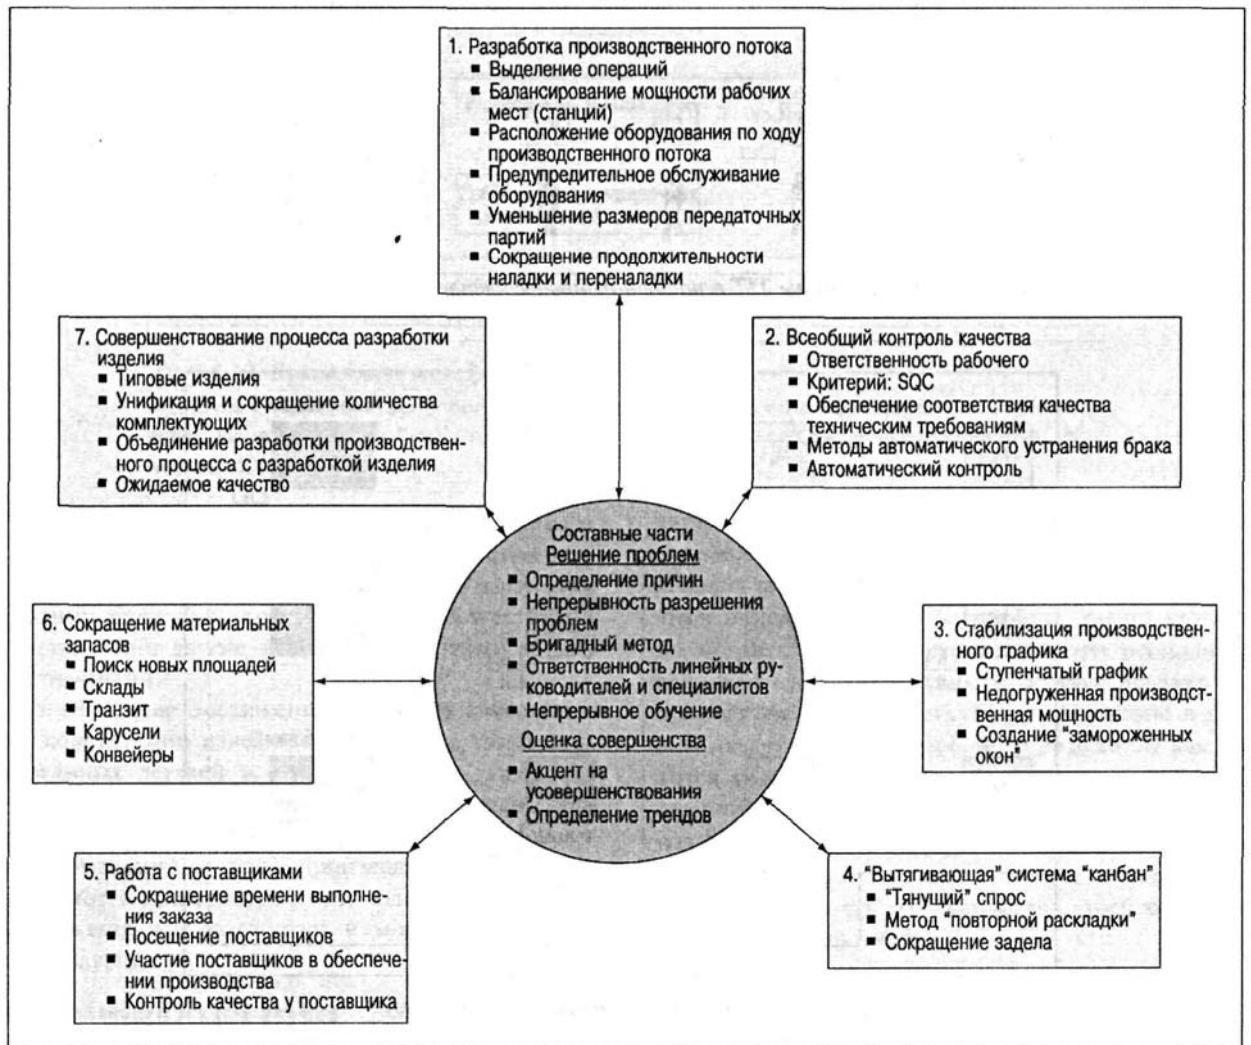 1. Разработка производственного потока
■ Выделение операций
■ Балансирование мощности рабочих
мест (станций)
■ Расположение оборудования по ходу
производственного потока
■ Предупредительное обслуживание
оборудования
■ Уменьшение размеров передаточных
партий
■ Сокращение продолжительности
наладки и переналадки
2. Всеобщий контроль качества
■ Ответственность рабочего
■ Критерий: SQC
■ Обеспечение соответствия качества
техническим требованиям
■ Методы автоматического устранения брака
■ Автоматический контроль
3. Стабилизация производствен-
ного графика
■ Ступенчатый график
■ Недогруженная производст-
венная мощность
■ Создание "замороженных
окон"
4. "Вытягивающая" система "канбан"
■ "Тянущий" спрос
■ Метод "повторной раскладки"
■ Сокращение задела
5. Работа с поставщиками
■ Сокращение времени выполне-
ния заказа
■ Посещение поставщиков
■ Участие поставщиков в обеспече-
нии производства
■ Контроль качества у поставщика
6. Сокращение материальных
запасов
■ Поиск новых площадей
■ Склады
■ Транзит
■ Карусели
■ Конвейеры
7. Совершенствование процесса разработки
изделия
■ Типовые изделия
■ Унификация и сокращение количества
комплектующих
■ Объединение разработки производствен-
ного процесса с разработкой изделия
■ Ожидаемое качество
Составные части
Решение проблем
■ Определение причин
■ Непрерывность разрешения
проблем
■ Бригадный метод
■ Ответственность линейных ру-
ководителей и специалистов
■ Непрерывное обучение
Оценка совершенства
■ Акцент на
усовершенствования
■ Определение трендов